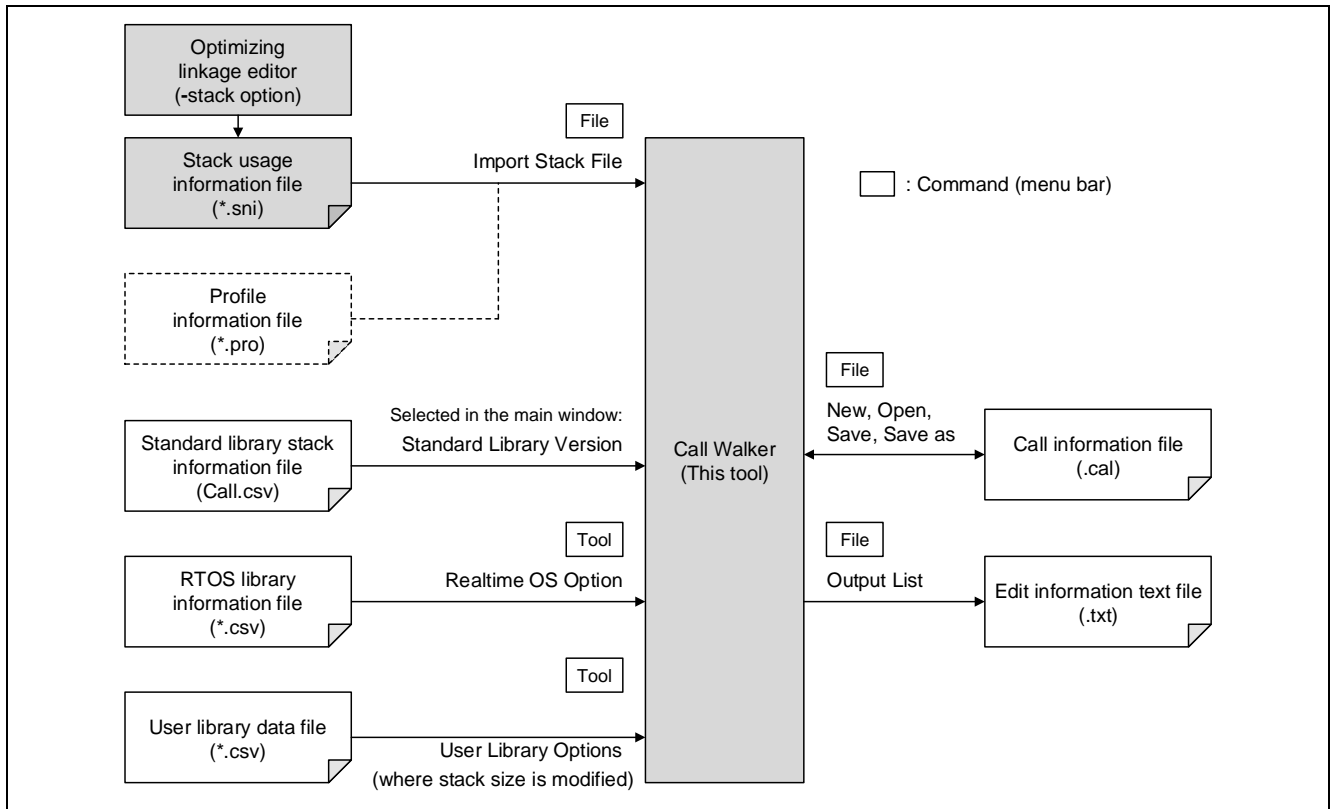 Optimizing
linkage editor
(-stack option)
File
Stack usage
information file
(*.sni)
Import Stack File
: Command (menu bar)
Profile
information file
(*.pro)
File
New, Open,
Save, Save as
Selected in the main window:
Standard Library Version
Standard library stack
information file
(Call.csv)
Call Walker
(This tool)
Call information file
(.cal)
Tool
File
RTOS library
information file
(*.csv)
Realtime OS Option
Output List
Edit information text file
(.txt)
Tool
User library data file
(*.csv)
User Library Options
(where stack size is modified)